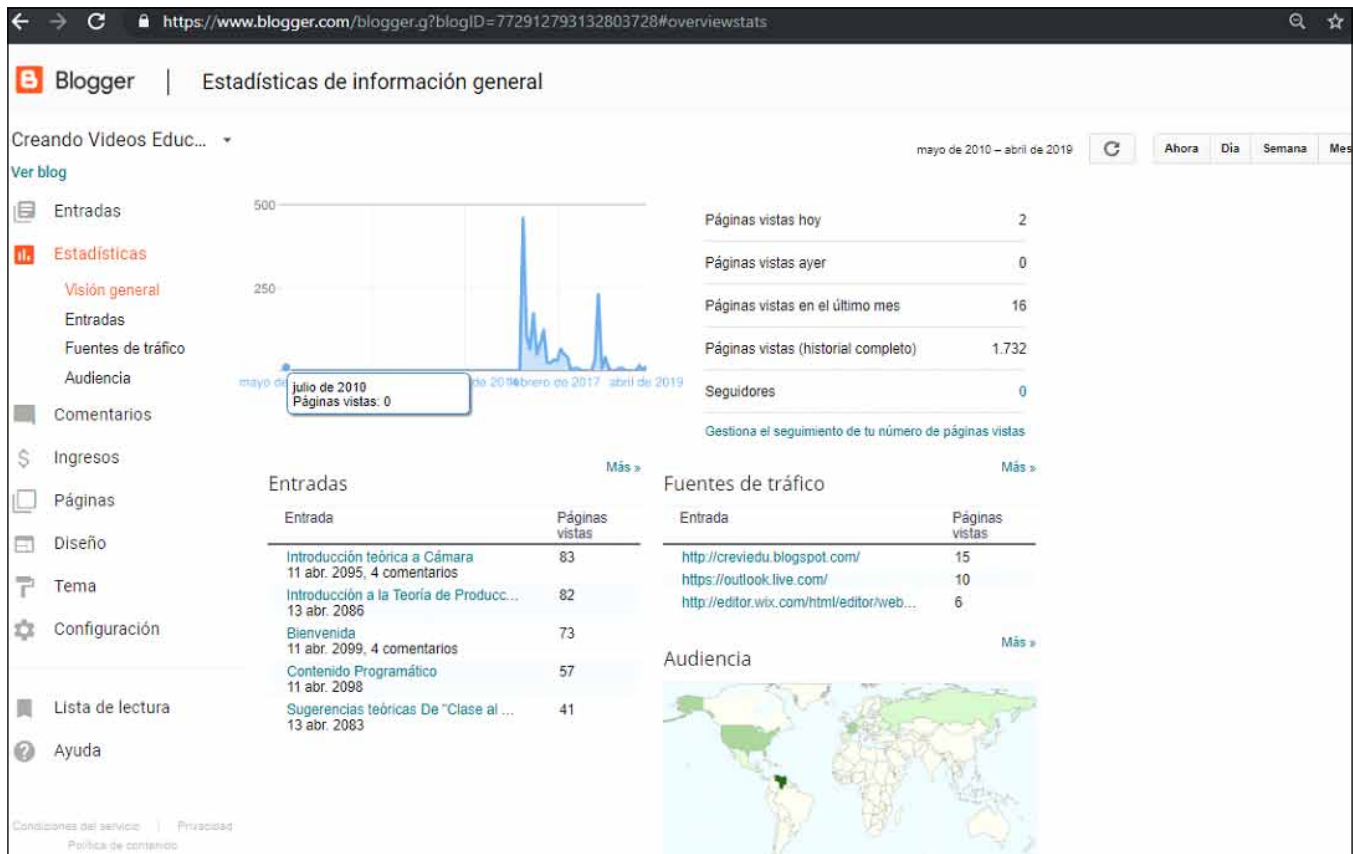 https://www.blogger.com/blogger.g?blogID=772912793132803728#overviewstats
Blogger | Estadísticas de información general
Creando Videos Educ...
Ver blog
mayo de 2010 – abril de 2019
Ahora Dia Semana Mes
Entradas
Estadísticas
Visión general
Entradas
Fuentes de tráfico
Audiencia
Comentarios
Ingresos
Páginas
Diseño
Tema
Configuración
Lista de lectura
Ayuda
Condiciones del servicio | Privacidad
Política de contenido
500
250
mayo de 2016 febrero de 2017 abril de 2019
julio de 2010
Páginas vistas: 0
Páginas vistas hoy 2
Páginas vistas ayer 0
Páginas vistas en el último mes 16
Páginas vistas (historial completo) 1.732
Seguidores 0
Gestiona el seguimiento de tu número de páginas vistas
Más »
Entradas
Entrada Páginas vistas
Introducción teórica a Cámara 83
11 abr. 2095, 4 comentarios
Introducción a la Teoría de Producc... 82
13 abr. 2086
Bienvenida 73
11 abr. 2099, 4 comentarios
Contenido Programático 57
11 abr. 2098
Sugerencias teóricas De "Clase al ... 41
13 abr. 2083
Más »
Fuentes de tráfico
Entrada Páginas vistas
http://creviedu.blogspot.com/ 15
https://outlook.live.com/ 10
http://editor.wix.com/html/editor/web... 6
Más »
Audiencia